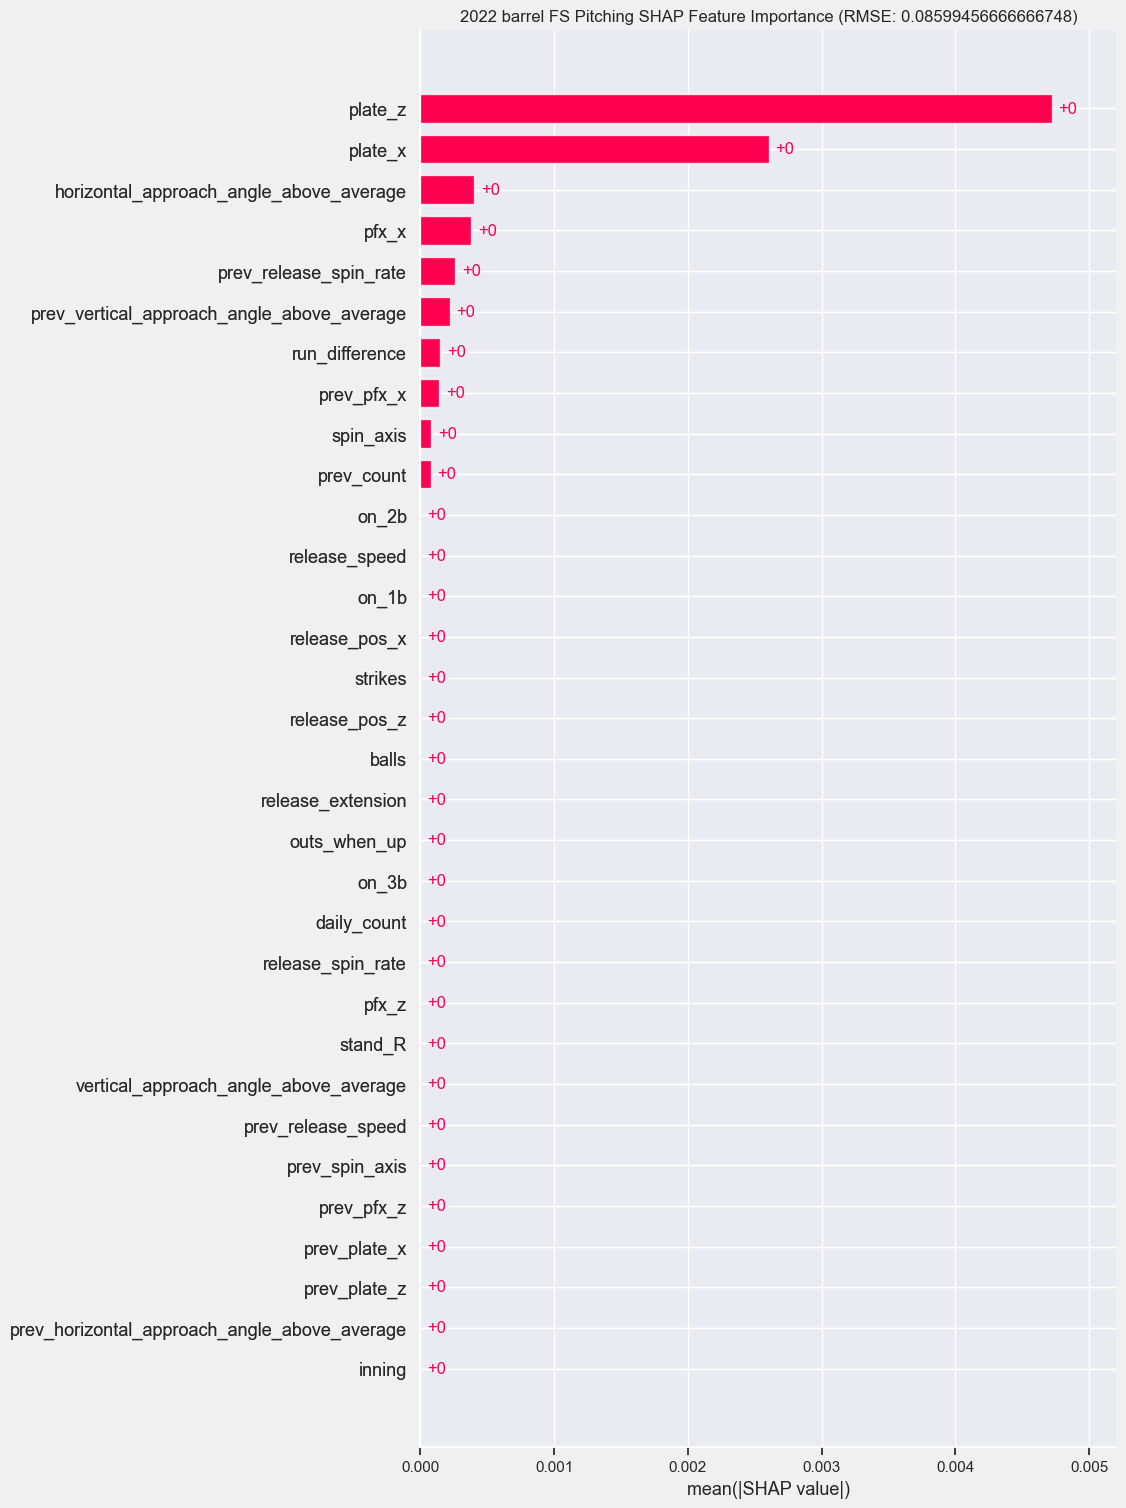 2022 barrel FS Pitching SHAP Feature Importance (RMSE: 0.08599456666666748)
plate_z +0
plate_x +0
horizontal_approach_angle_above_average +0
pfx_x +0
prev_release_spin_rate +0
prev_vertical_approach_angle_above_average +0
run_difference +0
prev_pfx_x +0
spin_axis +0
prev_count +0
on_2b +0
release_speed +0
on_1b +0
release_pos_x +0
strikes +0
release_pos_z +0
balls +0
release_extension +0
outs_when_up +0
on_3b +0
daily_count +0
release_spin_rate +0
pfx_z +0
stand_R +0
vertical_approach_angle_above_average +0
prev_release_speed +0
prev_spin_axis +0
prev_pfx_z +0
prev_plate_x +0
prev_plate_z +0
prev_horizontal_approach_angle_above_average +0
inning +0
0.000 0.001 0.002 0.003 0.004 0.005
mean(|SHAP value|)